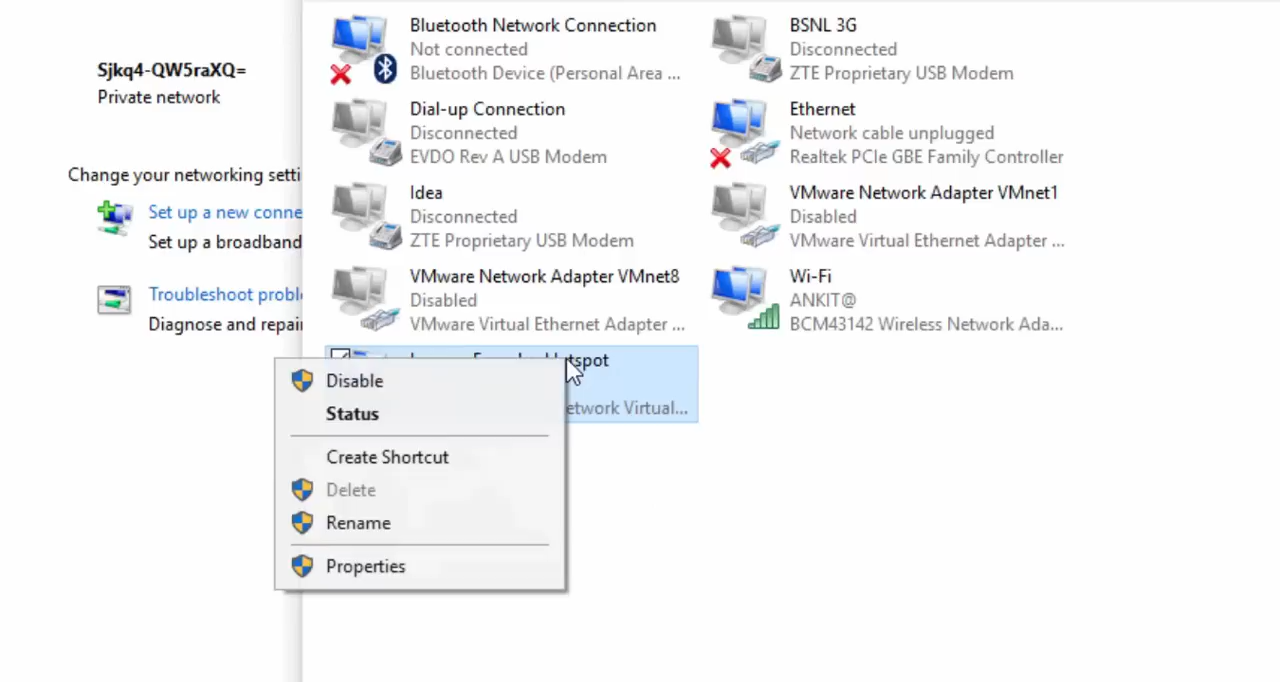 Sjkq4-QW5raXQ=
Private network
Change your networking setti
Set up a new conne
Set up a broadband
Troubleshoot probl
Diagnose and repai
Bluetooth Network Connection
Not connected
Bluetooth Device (Personal Area ...
BSNL 3G
Disconnected
ZTE Proprietary USB Modem
Dial-up Connection
Disconnected
EVDO Rev A USB Modem
Ethernet
Network cable unplugged
Realtek PCIe GBE Family Controller
Idea
Disconnected
ZTE Proprietary USB Modem
VMware Network Adapter VMnet1
Disabled
VMware Virtual Ethernet Adapter ...
VMware Network Adapter VMnet8
Disabled
VMware Virtual Ethernet Adapter ...
Wi-Fi
ANKIT@
BCM43142 Wireless Network Ada...
tspot
etwork Virtual...
Disable
Status
Create Shortcut
Delete
Rename
Properties